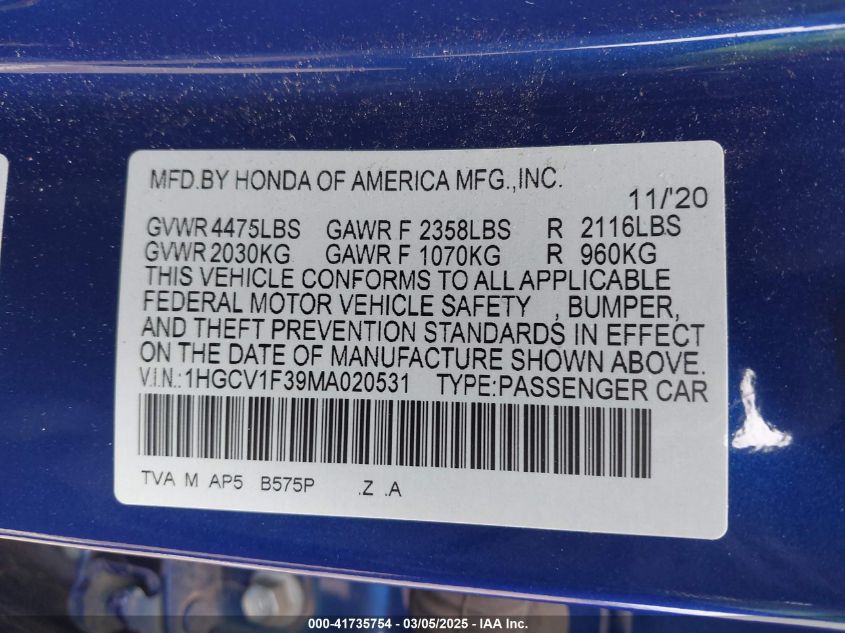 MFD.BY HONDA OF AMERICA MFG.,INC.
11/'20
GVWR 4475LBS GAWR F 2358LBS R 2116LBS
GVWR 2030KG GAWR F 1070KG R 960KG
THIS VEHICLE CONFORMS TO ALL APPLICABLE
FEDERAL MOTOR VEHICLE SAFETY , BUMPER,
AND THEFT PREVENTION STANDARDS IN EFFECT
ON THE DATE OF MANUFACTURE SHOWN ABOVE.
V.I.N.:1HGCV1F39MA020531 TYPE:PASSENGER CAR
TVA M AP5 B575P .Z .A
000-41735754 — 03/05/2025 — IAA Inc.